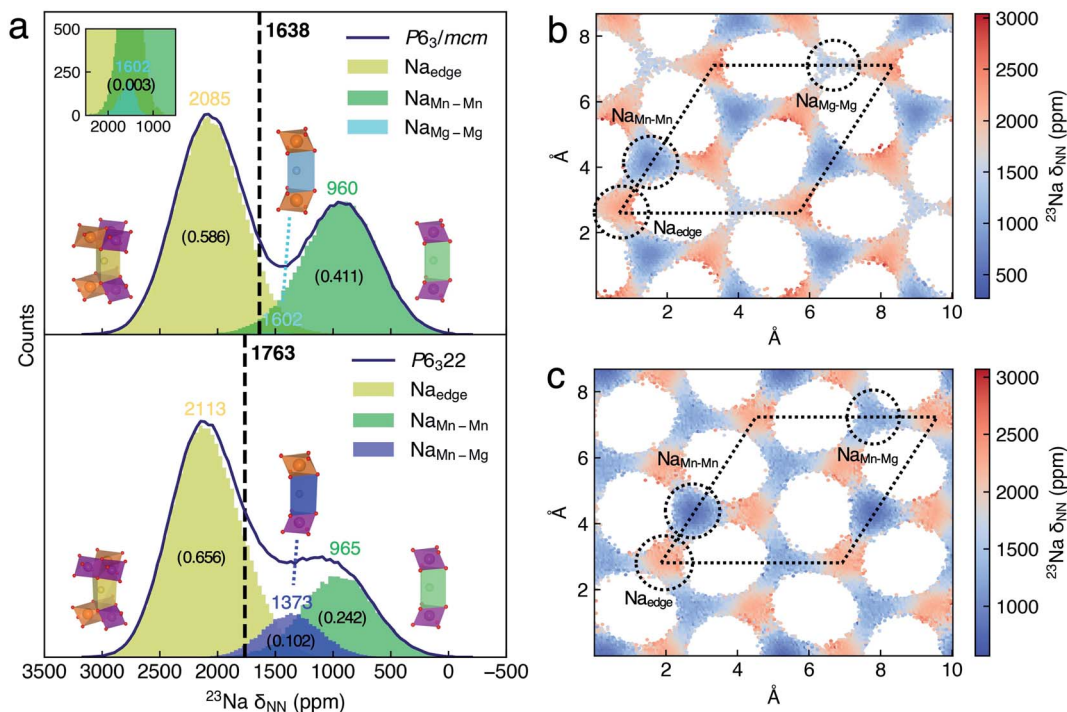 a
500
250
0
2000
1000
1602
(0.003)
1638
P6₃/mcm
Na_edge
Na_Mn–Mn
Na_Mg–Mg
2085
960
(0.586)
(0.411)
1602
Counts
1763
P6₃22
Na_edge
Na_Mn–Mn
Na_Mn–Mg
2113
965
1373
(0.656)
(0.242)
(0.102)
3500 3000 2500 2000 1500 1000 500 0 −500
²³Na δ_NN (ppm)
b
8
6
4
2
Å
Na_Mn-Mn
Na_Mg-Mg
Na_edge
2 4 6 8 10
Å
3000
2500
2000
1500
1000
500
²³Na δ_NN (ppm)
c
8
6
4
2
Å
Na_Mn-Mn
Na_Mn-Mg
Na_edge
2 4 6 8 10
Å
3000
2500
2000
1500
1000
²³Na δ_NN (ppm)